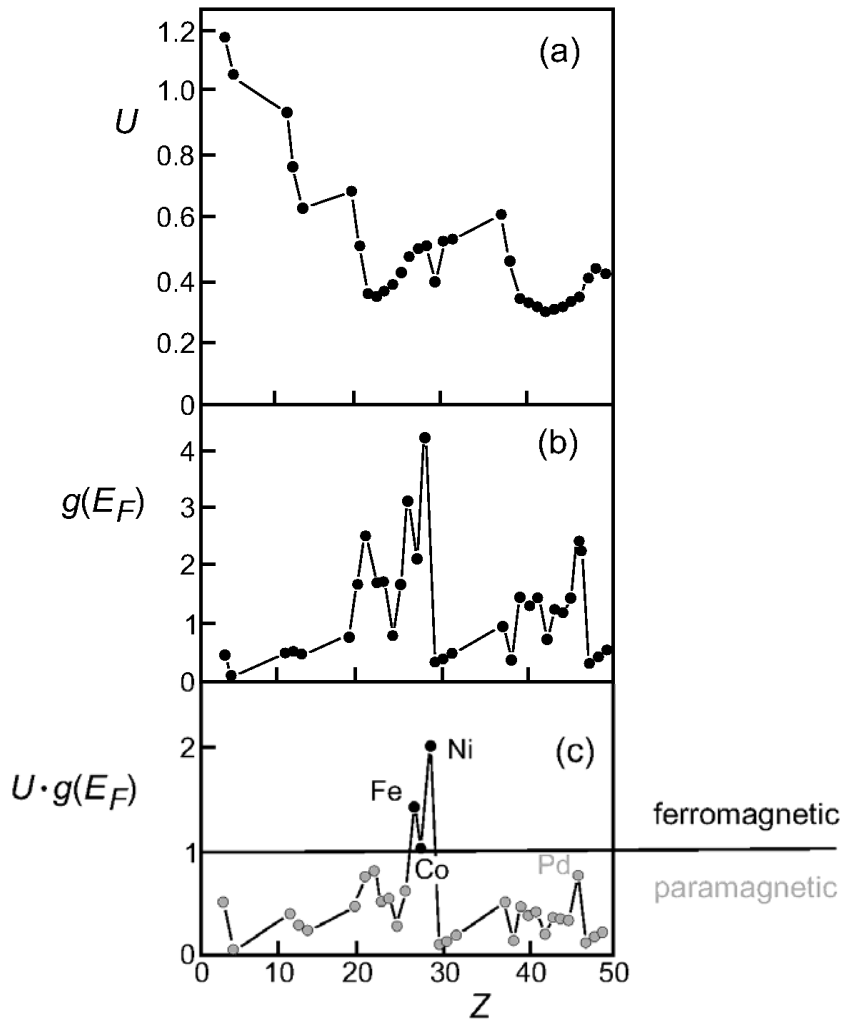 (a)
U
1.2
1.0
0.8
0.6
0.4
0.2
0
(b)
g(E_F)
4
3
2
1
0
(c)
U·g(E_F)
2
1
0
Ni
Fe
Co
Pd
ferromagnetic
paramagnetic
0 10 20 30 40 50
Z